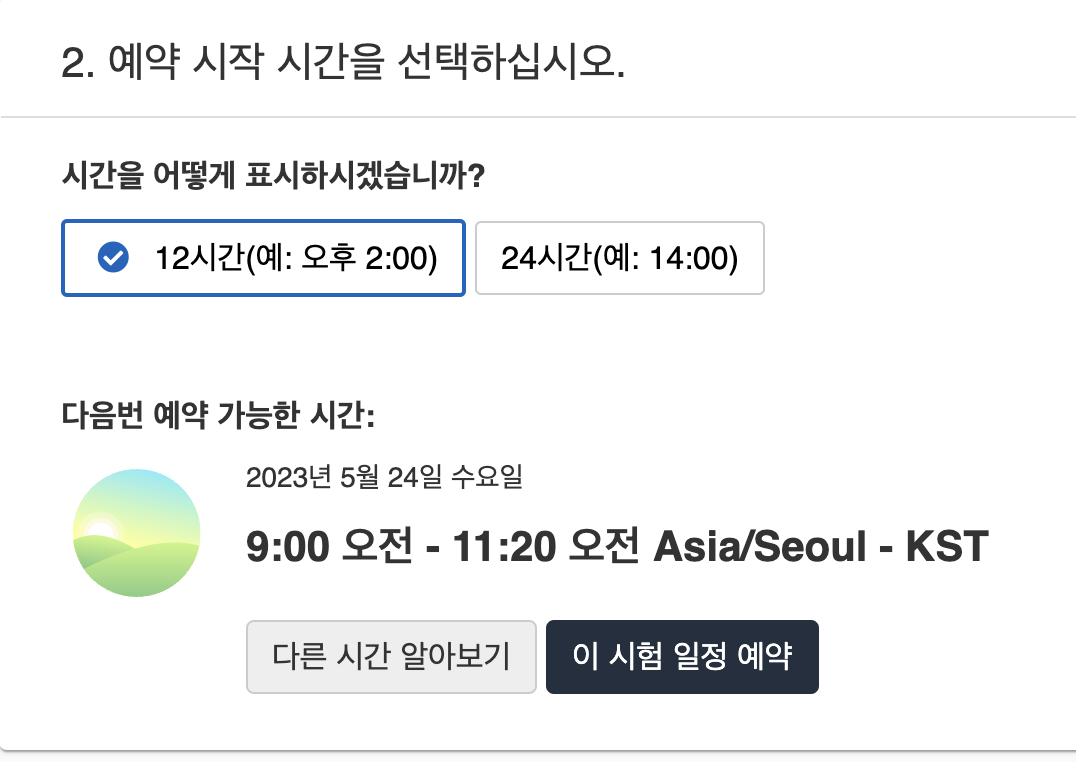 2. 예약 시작 시간을 선택하십시오.
시간을 어떻게 표시하시겠습니까?
12시간(예: 오후 2:00)
24시간(예: 14:00)
다음번 예약 가능한 시간:
2023년 5월 24일 수요일
9:00 오전 - 11:20 오전 Asia/Seoul - KST
다른 시간 알아보기
이 시험 일정 예약